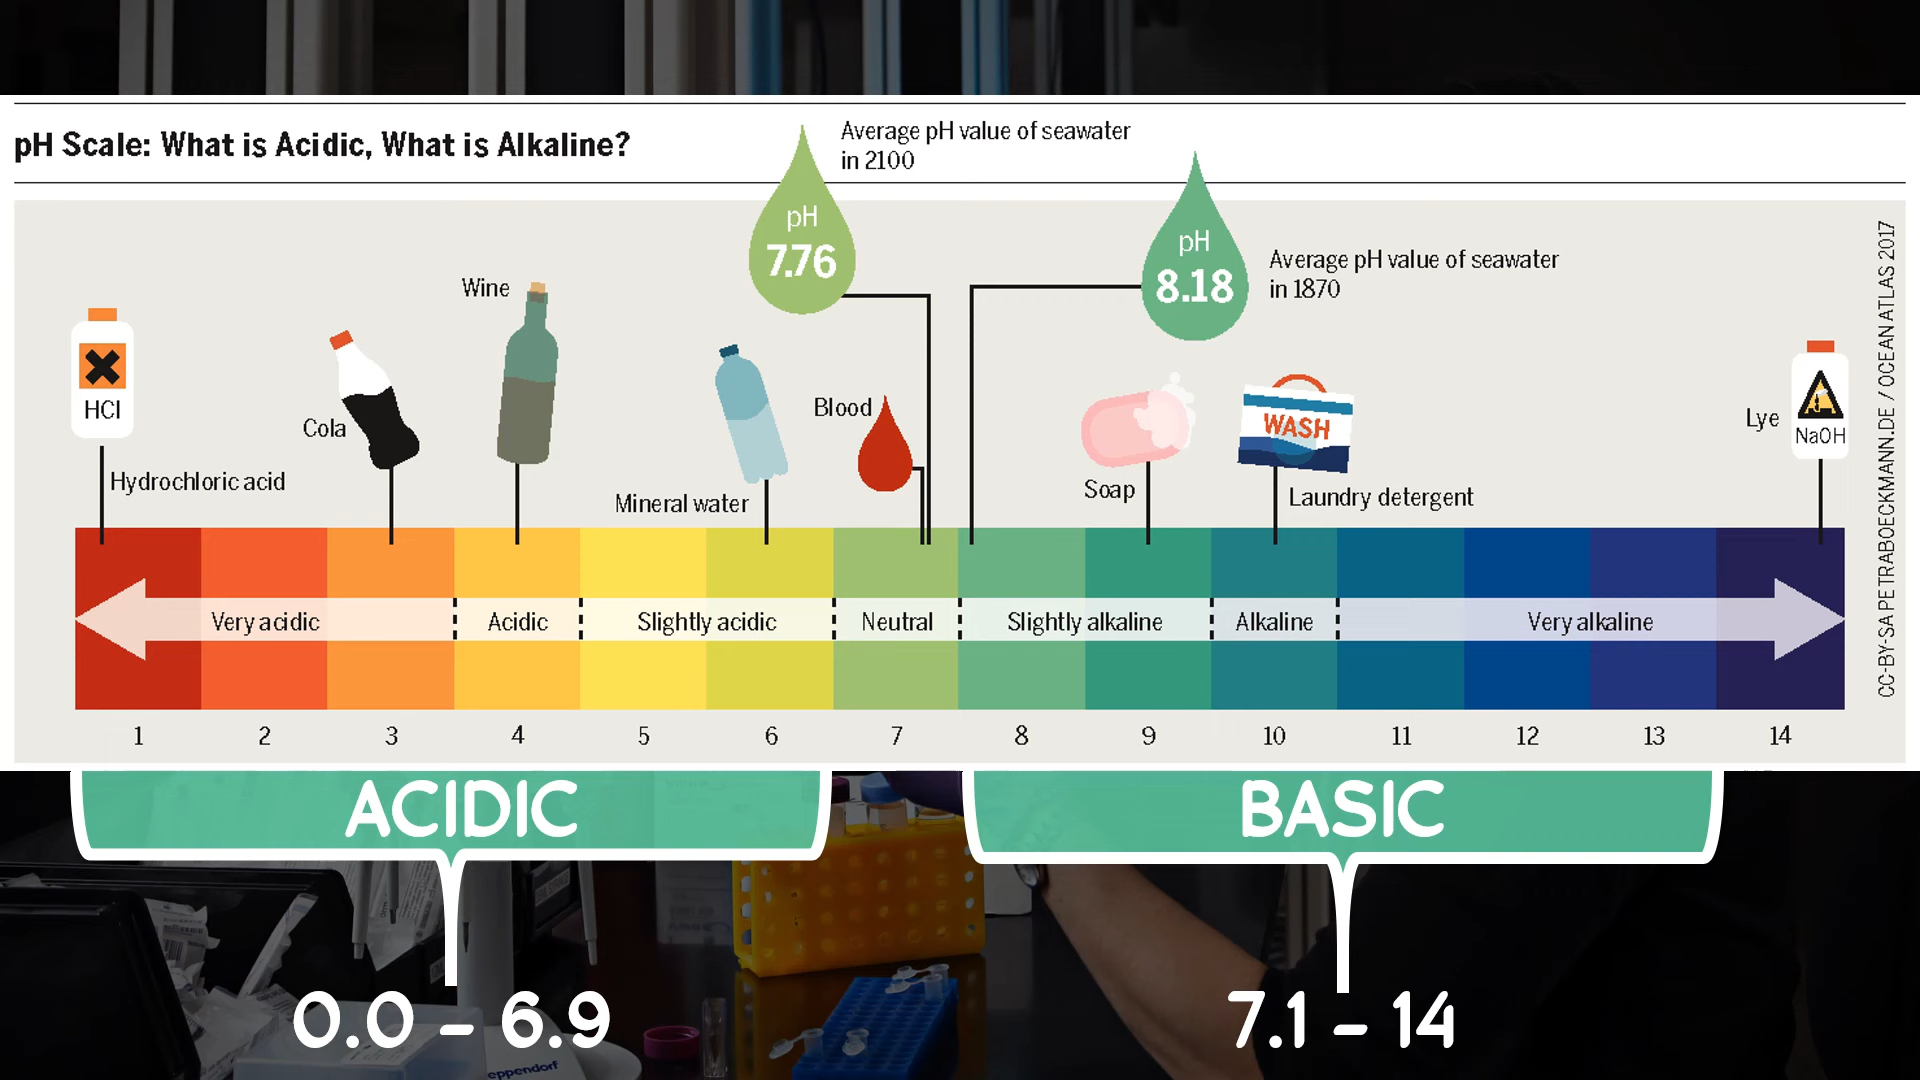 pH Scale: What is Acidic, What is Alkaline?
Average pH value of seawater
in 2100
pH
7.76
pH
8.18
Average pH value of seawater
in 1870
Wine
HCl
Cola
Blood
WASH
Lye
NaOH
Hydrochloric acid
Mineral water
Soap
Laundry detergent
Very acidic
Acidic
Slightly acidic
Neutral
Slightly alkaline
Alkaline
Very alkaline
1 2 3 4 5 6 7 8 9 10 11 12 13 14
CC-BY-SA PETRABOECKMANN.DE / OCEAN ATLAS 2017
ACIDIC
BASIC
0.0 – 6.9
7.1 – 14
eppendorf